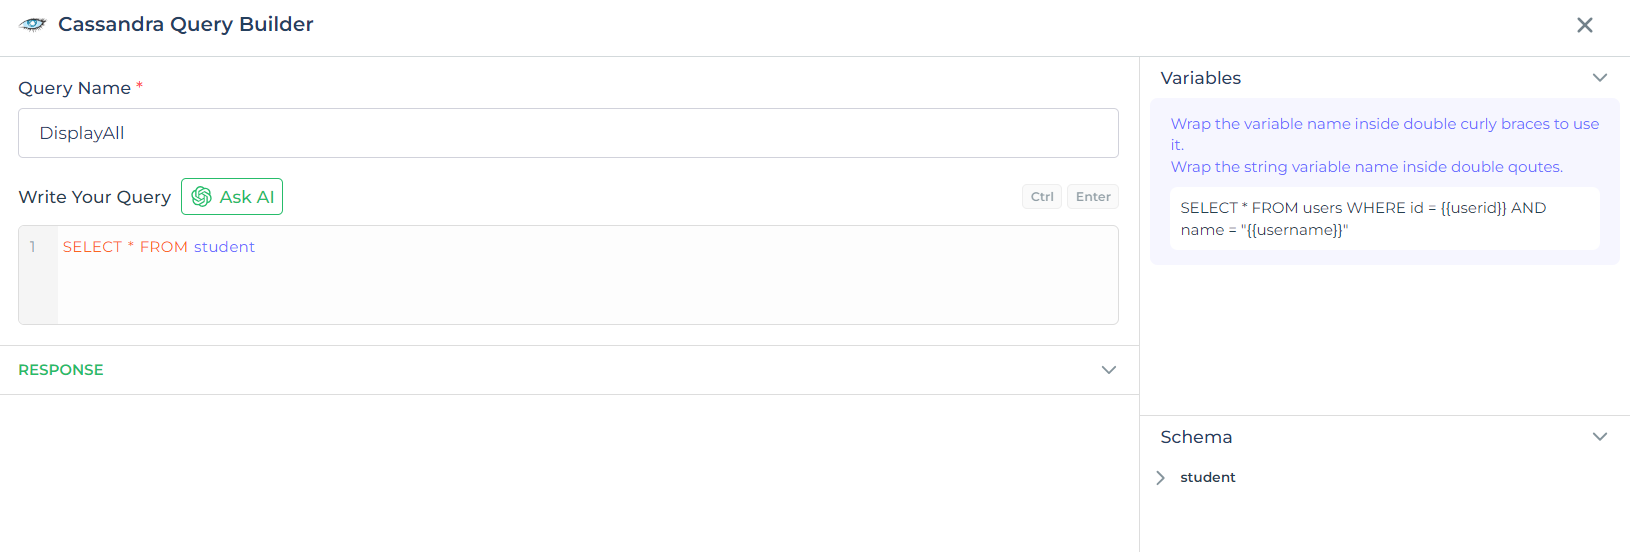 Cassandra Query Builder
Query Name *
DisplayAll
Write Your Query
Ask AI
Ctrl
Enter
1
SELECT * FROM student
RESPONSE
Variables
Wrap the variable name inside double curly braces to use
it.
Wrap the string variable name inside double qoutes.
SELECT * FROM users WHERE id = {{userid}} AND
name = "{{username}}"
Schema
student